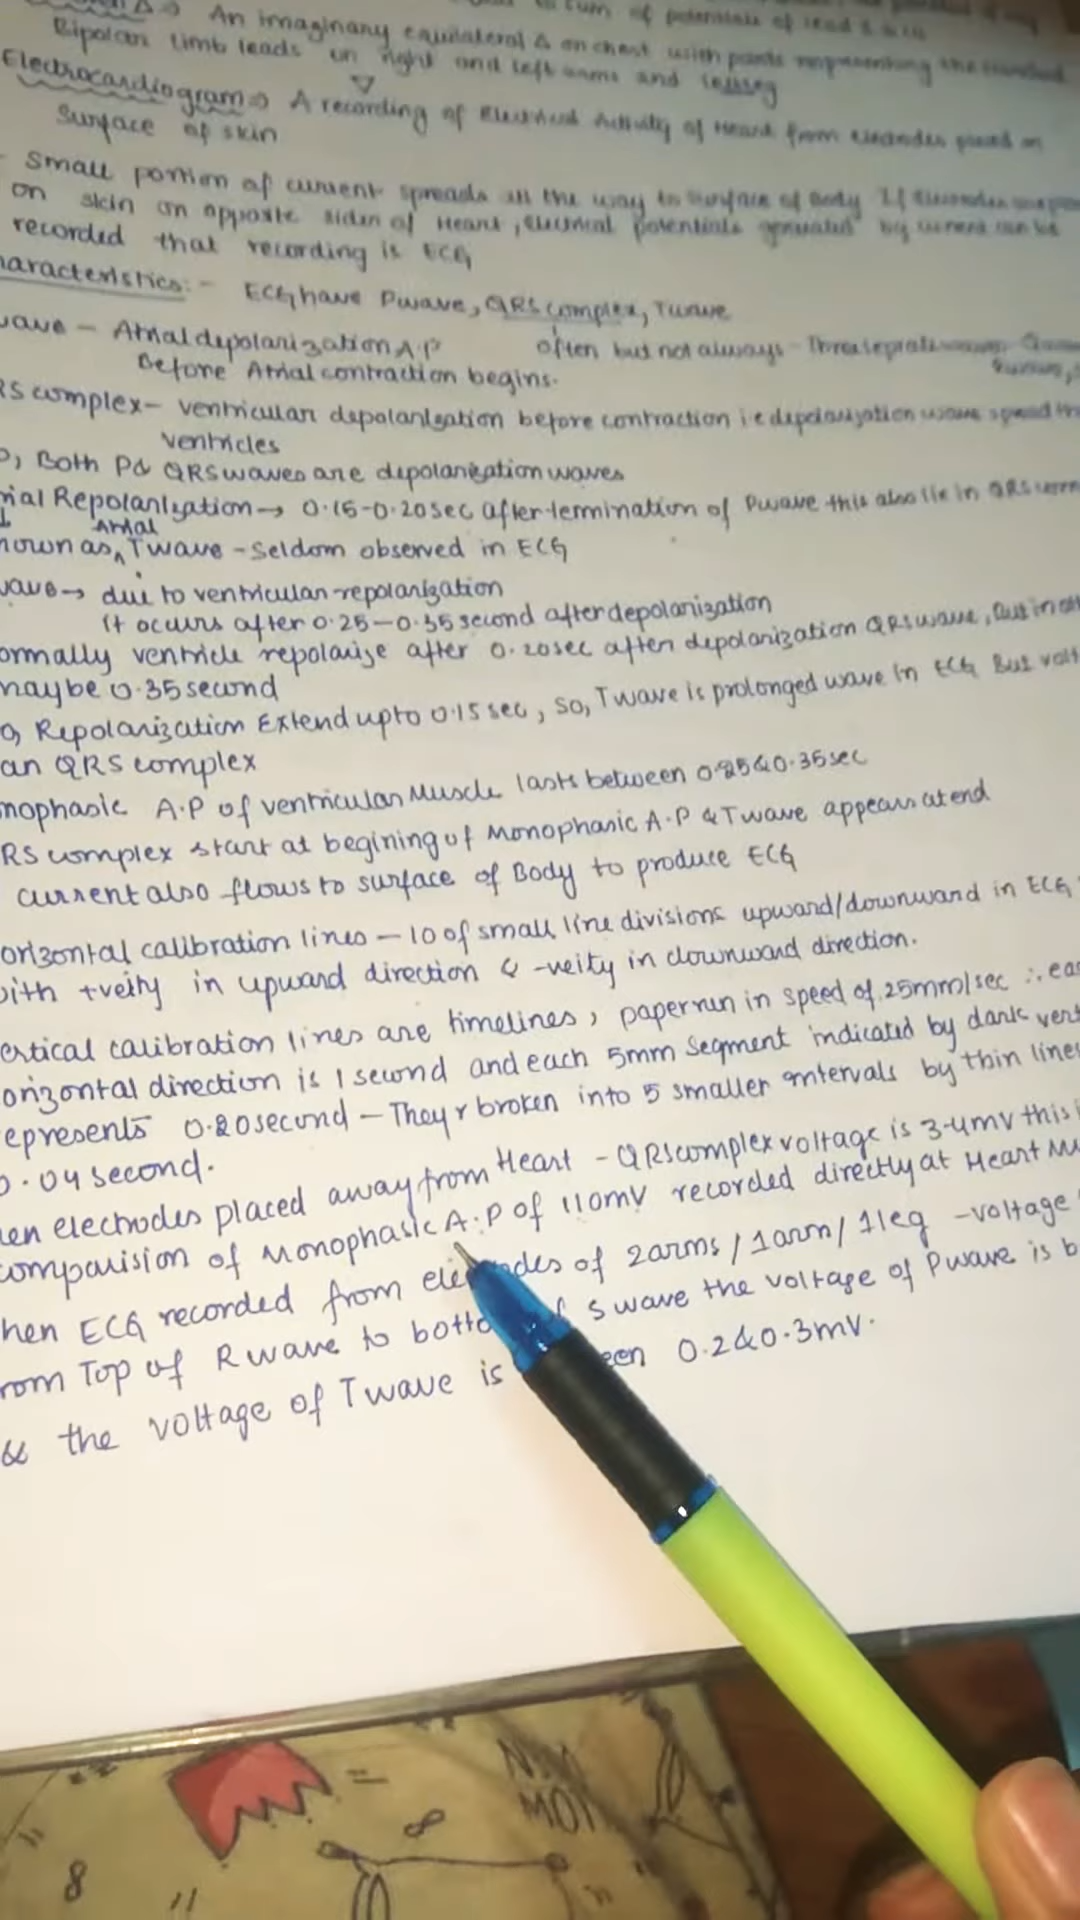 An imaginary equilateral Δ on chest with points representing the standard
Bipolar limb leads on right and left arms and left leg
Electrocardiogram ⇒ A recording of Electrical Activity of Heart from electrodes placed on
Surface of skin
- Small portion of current spreads all the way to surface of Body If Electrodes are
on skin on opposite sides of Heart, Electrical potentials generated by current can be
recorded that recording is ECG
haracteristics:- ECG have P wave, QRS complex, T wave
wave - Atrial depolarization A.P often but not always - Three
Before Atrial contraction begins.
RS complex - ventricular depolarization before contraction i.e depolarization wave spread
ventricles
Both P & QRS waves are depolarization waves
rial Repolarization → 0.15-0.20 sec after termination of P wave this also lie in QRS
nown as Atrial T wave - Seldom observed in ECG
wave → due to ventricular repolarization
it occurs after 0.25-0.35 second after depolarization
ormally ventricle repolarize after 0.20 sec after depolarization QRS wave, But in
maybe 0.35 second
Repolarization Extend upto 0.15 sec, so, T wave is prolonged wave in ECG But volt
an QRS complex
nophasic A.P of ventricular Muscle lasts between 0.25 & 0.35 sec
RS complex start at begining of Monophasic A.P & T wave appears at end
current also flows to surface of Body to produce ECG
orizontal calibration lines - 10 of small line divisions upward/downward in ECG
with +veity in upward direction & -veity in downward direction.
ertical calibration lines are timelines, paper run in speed of 25mm/sec ∴ eac
orizontal direction is 1 second and each 5mm segment indicated by dark vert
epresents 0.20 second - They r broken into 5 smaller intervals by thin line
0.04 second.
en electrodes placed away from Heart - QRS complex voltage is 3-4mv this i
comparision of Monophasic A.P of 110mV recorded directly at Heart Mu
hen ECG recorded from ele des of 2 arms / 1 arm / 1 leg - voltage
rom Top of R wave to botto S wave the voltage of P wave is b
& the voltage of T wave is een 0.2 & 0.3mv.